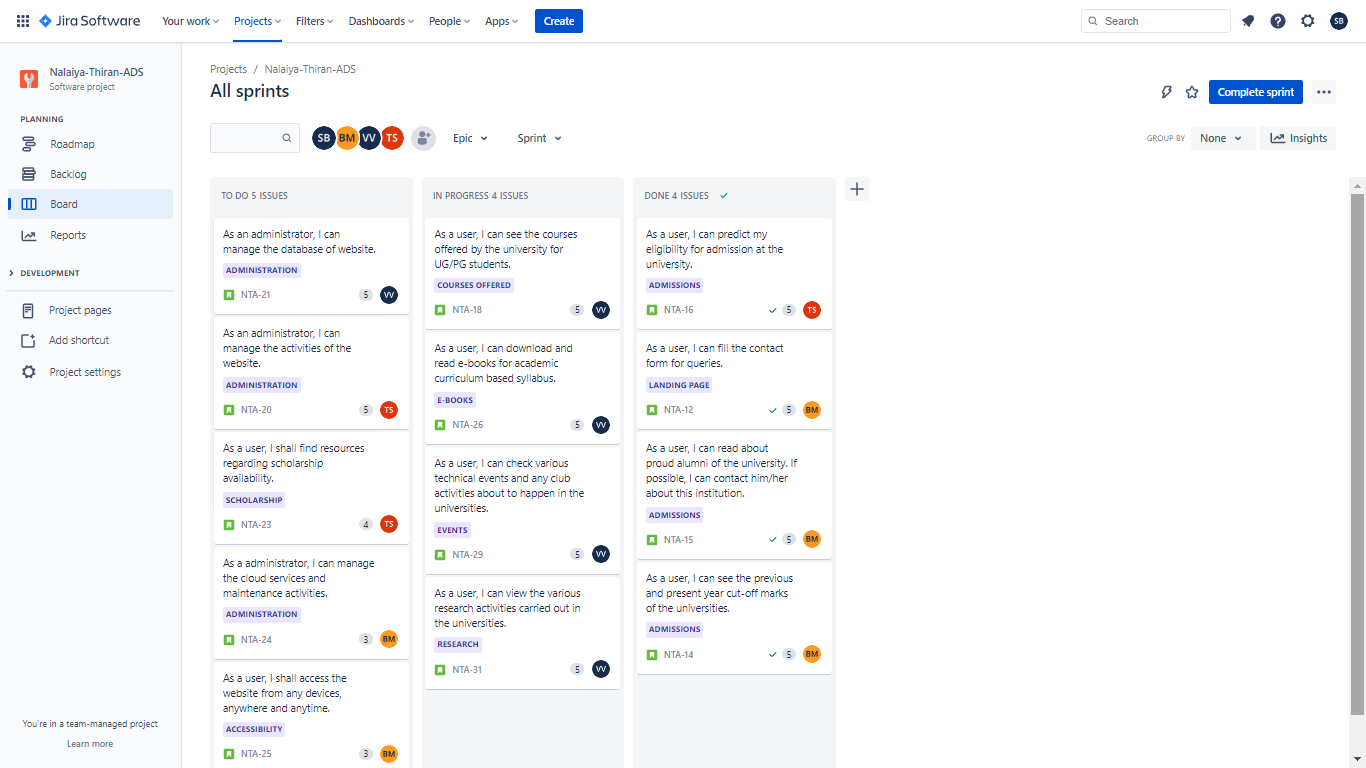 Jira Software
Your work
Projects
Filters
Dashboards
People
Apps
Create
Search
SB
Nalaiya-Thiran-ADS
Software project
PLANNING
Roadmap
Backlog
Board
Reports
DEVELOPMENT
Project pages
Add shortcut
Project settings
You're in a team-managed project
Learn more
Projects / Nalaiya-Thiran-ADS
All sprints
Complete sprint
SB BM VV TS
Epic
Sprint
GROUP BY
None
Insights
TO DO 5 ISSUES
As an administrator, I can
manage the database of website.
ADMINISTRATION
NTA-21 5 VV
As an administrator, I can
manage the activities of the
website.
ADMINISTRATION
NTA-20 5 TS
As a user, I shall find resources
regarding scholarship
availability.
SCHOLARSHIP
NTA-23 4 TS
As a administrator, I can manage
the cloud services and
maintenance activities.
ADMINISTRATION
NTA-24 3 BM
As a user, I shall access the
website from any devices,
anywhere and anytime.
ACCESSIBILITY
NTA-25 3 BM
IN PROGRESS 4 ISSUES
As a user, I can see the courses
offered by the university for
UG/PG students.
COURSES OFFERED
NTA-18 5 VV
As a user, I can download and
read e-books for academic
curriculum based syllabus.
E-BOOKS
NTA-26 5 VV
As a user, I can check various
technical events and any club
activities about to happen in the
universities.
EVENTS
NTA-29 5 VV
As a user, I can view the various
research activities carried out in
the universities.
RESEARCH
NTA-31 5 VV
DONE 4 ISSUES
As a user, I can predict my
eligibility for admission at the
university.
ADMISSIONS
NTA-16 5 TS
As a user, I can fill the contact
form for queries.
LANDING PAGE
NTA-12 5 BM
As a user, I can read about
proud alumni of the university. If
possible, I can contact him/her
about this institution.
ADMISSIONS
NTA-15 5 BM
As a user, I can see the previous
and present year cut-off marks
of the universities.
ADMISSIONS
NTA-14 5 BM